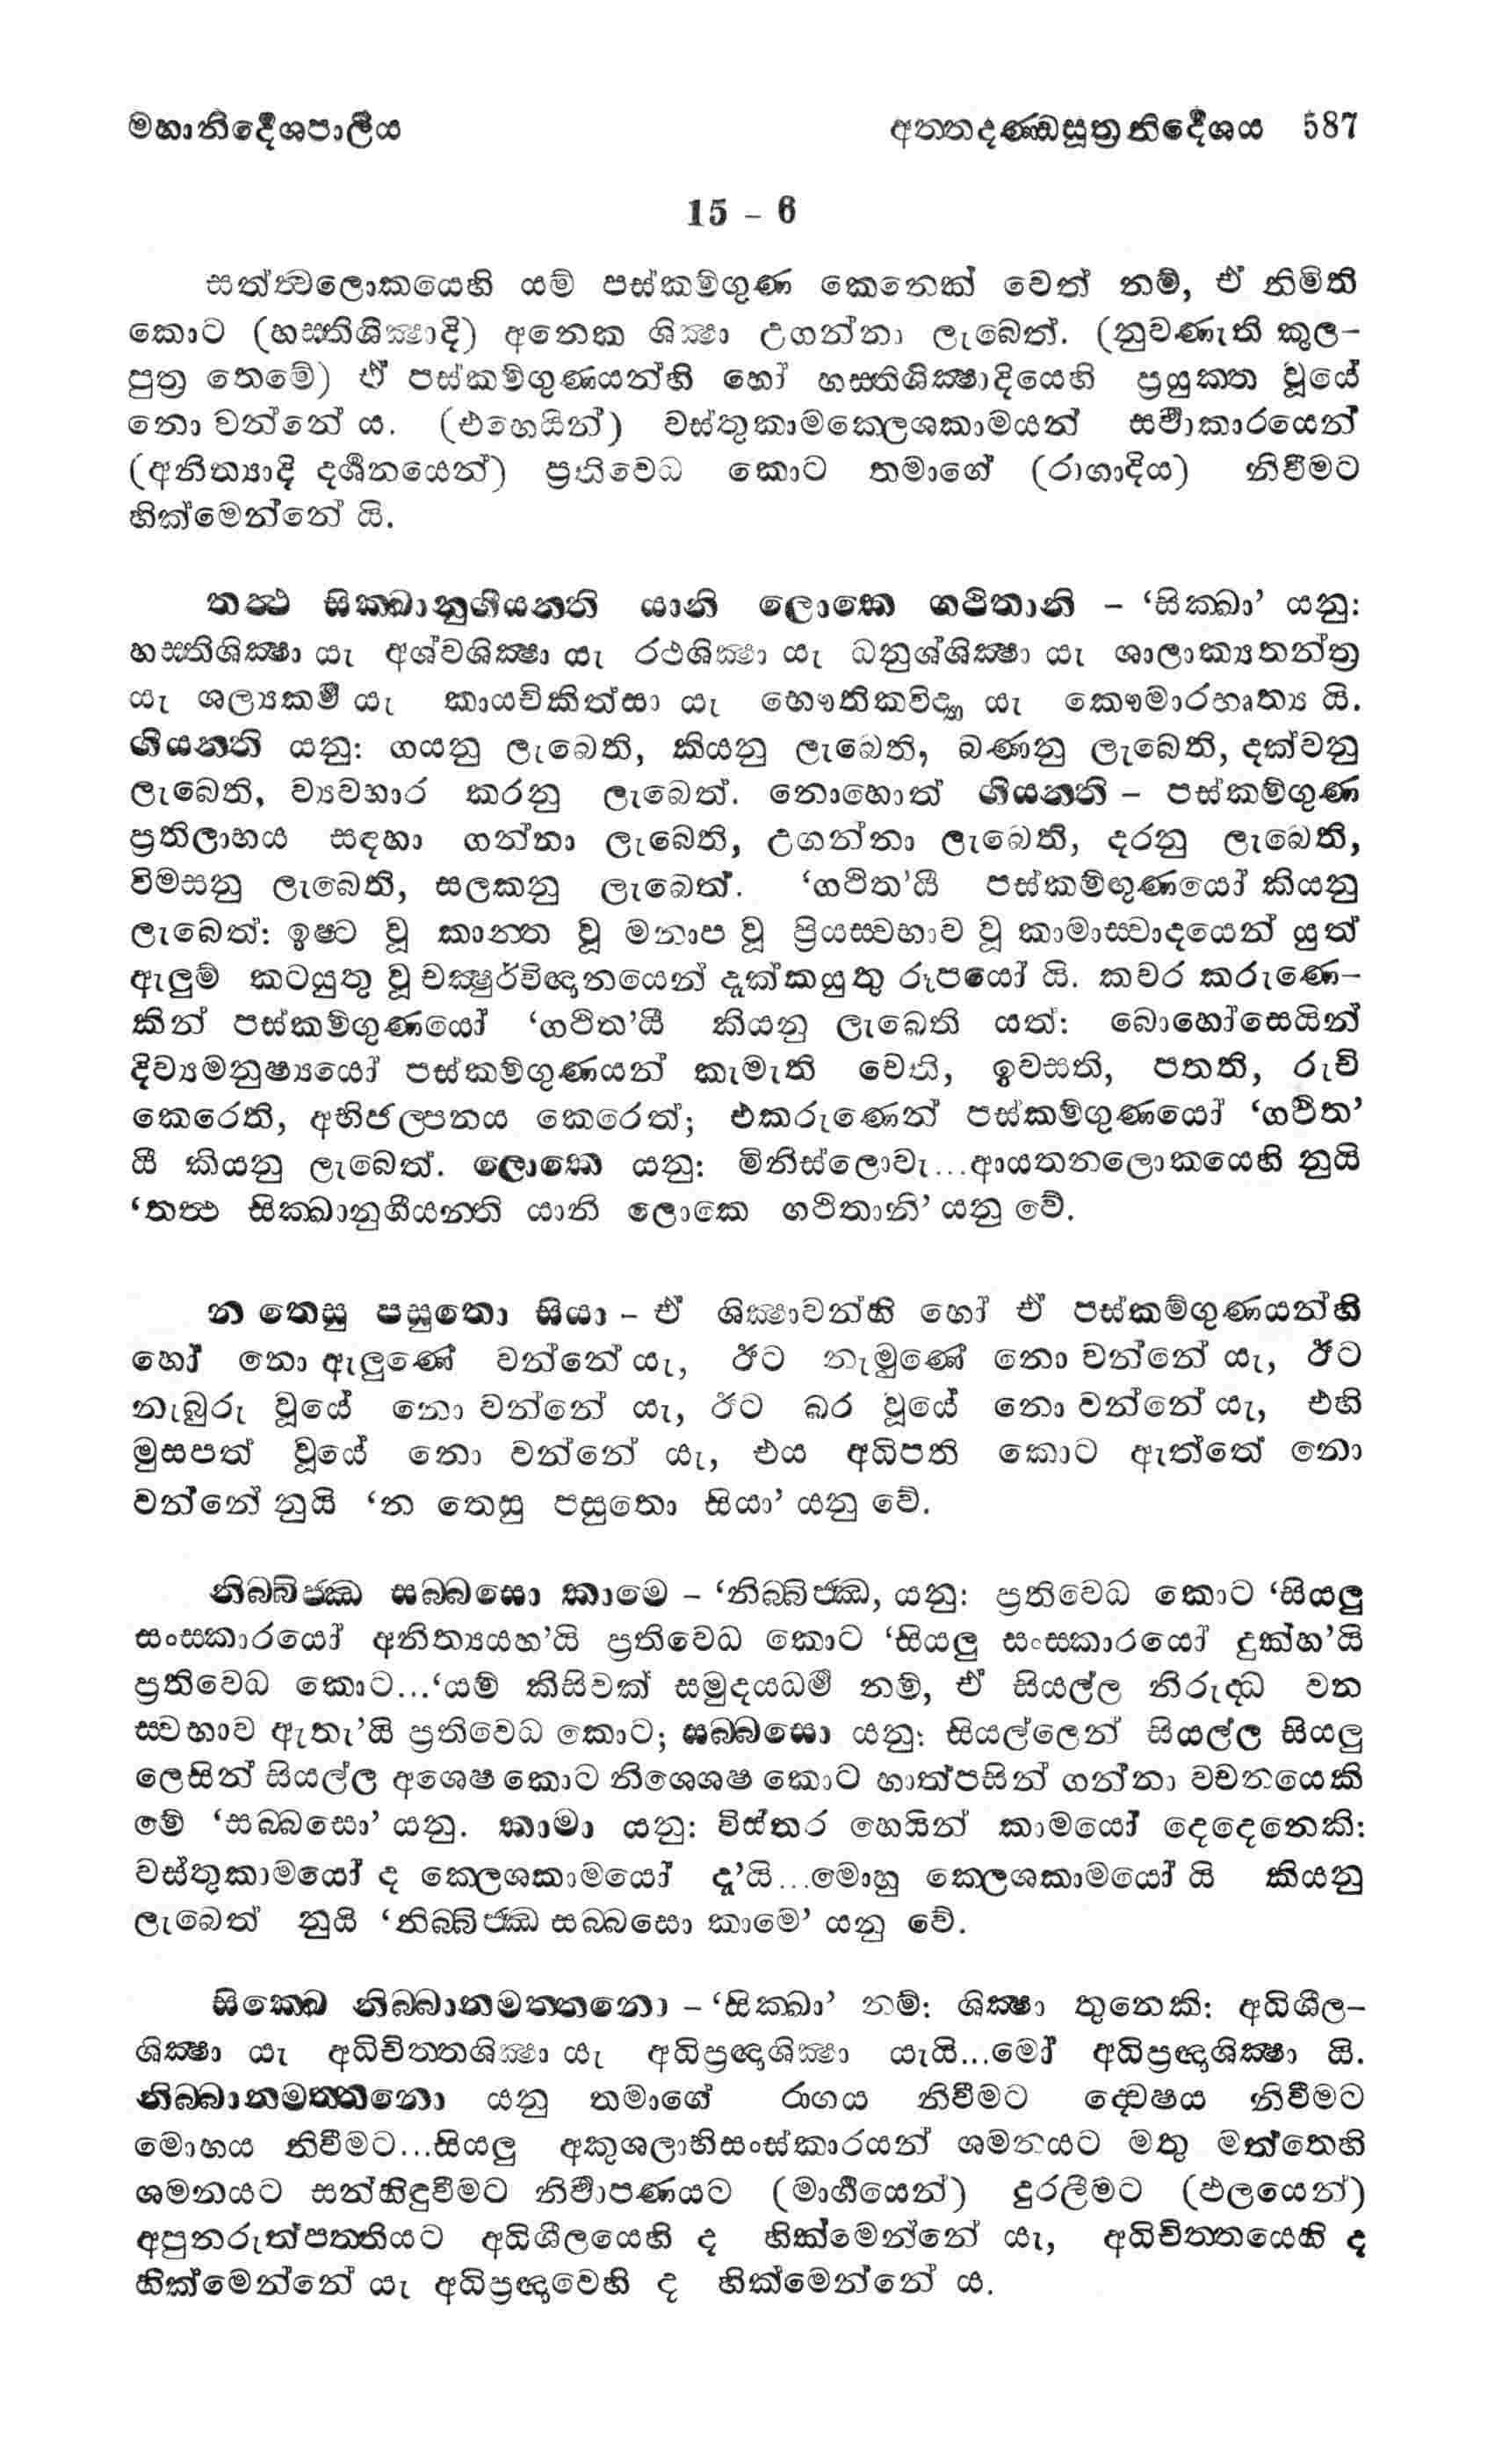 මහානිර්දේශපාළිය අත්තදණ්ඩසූත්‍රනිර්දේශය 587
15 - 6
සත්ත්වලොකයෙහි යම් පස්කම්ගුණ කෙනෙක් වෙත් නම්, ඒ නිමිති
කොට (හස්තිශික්‍ෂාදි) අනෙක ශික්‍ෂා උගන්නා ලැබෙත්. (නුවණැති කුල-
පුත්‍ර තෙමේ) ඒ පස්කම්ගුණයන්හි හෝ හස්තිශික්‍ෂාදියෙහි ප්‍රයුක්ත වූයේ
නො වන්නේ ය. (එහෙයින්) වස්තුකාමක්ලෙශකාමයන් සර්වාකාරයෙන්
(අනිත්‍යාදි දර්ශනයෙන්) ප්‍රතිවෙධ කොට තමාගේ (රාගාදිය) නිවීමට
හික්මෙන්නේ යි.
තත්‍ථ සික්ඛානුගීයන්ති යානි ලොකෙ ගථිතානි - ‘සික්ඛා’ යනු:
හස්තිශික්‍ෂා යැ අශ්වශික්‍ෂා යැ රථශික්‍ෂා යැ ධනුශ්ශික්‍ෂා යැ ශාලාක්‍යතන්ත්‍ර
යැ ශල්‍යකර්ම යැ කායචිකිත්සා යැ භෞතිකවිද්‍යා යැ කෞමාරභෘත්‍ය යි.
ගීයන්ති යනු: ගයනු ලැබෙති, කියනු ලැබෙති, බණනු ලැබෙති, දක්වනු
ලැබෙති, ව්‍යවහාර කරනු ලැබෙත්. නොහොත් ගීයන්ති - පස්කම්ගුණ
ප්‍රතිලාභය සඳහා ගන්නා ලැබෙති, උගන්නා ලැබෙති, දරනු ලැබෙති,
විමසනු ලැබෙති, සලකනු ලැබෙත්. ‘ගථිත’යී පස්කම්ගුණයෝ කියනු
ලැබෙත්: ඉෂ්ට වූ කාන්ත වූ මනාප වූ ප්‍රියස්වභාව වූ කාමාස්වාදයෙන් යුත්
ඇලුම් කටයුතු වූ චක්‍ෂුර්විඥානයෙන් දැක්කයුතු රූපයෝ යි. කවර කරුණෙ-
කින් පස්කම්ගුණයෝ ‘ගථිත’යී කියනු ලැබෙති යත්: බොහෝසෙයින්
දිව්‍යමනුෂ්‍යයෝ පස්කම්ගුණයන් කැමැති වෙති, ඉවසති, පතති, රුචි
කෙරෙති, අභිජල්පනය කෙරෙත්; එකරුණෙන් පස්කම්ගුණයෝ ‘ගථිත’
යී කියනු ලැබෙත්. ලොකෙ යනු: මිනිස්ලොවැ...ආයතනලොකයෙහි නුයි
‘තත්‍ථ සික්ඛානුගීයන්ති යානි ලොකෙ ගථිතානි’ යනු වේ.
න තෙසු පසුතො සියා - ඒ ශික්‍ෂාවන්හි හෝ ඒ පස්කම්ගුණයන්හි
හෝ නො ඇලුණේ වන්නේ යැ, ඊට නැමුණේ නො වන්නේ යැ, ඊට
නැබුරු වූයේ නො වන්නේ යැ, ඊට බර වූයේ නො වන්නේ යැ, එහි
මුසපත් වූයේ නො වන්නේ යැ, එය අධිපති කොට ඇත්තේ නො
වන්නේ නුයි ‘න තෙසු පසුතො සියා’ යනු වේ.
නිබ්බිජ්ඣ සබ්බසො කාමෙ - ‘නිබ්බිජ්ඣ, යනු: ප්‍රතිවෙධ කොට ‘සියලු
සංස්කාරයෝ අනිත්‍යයහ’යි ප්‍රතිවෙධ කොට ‘සියලු සංස්කාරයෝ දුක්හ’යි
ප්‍රතිවෙධ කොට...‘යම් කිසිවක් සමුදයධර්ම නම්, ඒ සියල්ල නිරුද්ධ වන
ස්වභාව ඇතැ’යි ප්‍රතිවෙධ කොට; සබ්බසො යනු: සියල්ලෙන් සියල්ල සියලු
ලෙසින් සියල්ල අශෙෂ කොට නිශෙශෂ කොට හාත්පසින් ගන්නා වචනයෙකි
මේ ‘සබ්බසො’ යනු. කාමා යනු: විස්තර හෙයින් කාමයෝ දෙදෙනෙකි:
වස්තුකාමයෝ ද ක්ලෙශකාමයෝ දැ’යි...මොහු ක්ලෙශකාමයෝ යි කියනු
ලැබෙත් නුයි ‘නිබ්බිජ්ඣ සබ්බසො කාමෙ’ යනු වේ.
සික්ඛෙ නිබ්බානමත්තනො - ‘සික්ඛා’ නම්: ශික්‍ෂා තුනෙකි: අධිශීල-
ශික්‍ෂා යැ අධිචිත්තශික්‍ෂා යැ අධිප්‍රඥාශික්‍ෂා යැයි...මෝ අධිප්‍රඥාශික්‍ෂා යි.
නිබ්බානමත්තනො යනු තමාගේ රාගය නිවීමට ද්වෙෂය නිවීමට
මොහය නිවීමට...සියලු අකුශලාභිසංස්කාරයන් ශමනයට මතු මත්තෙහි
ශමනයට සන්හිඳුවීමට නිර්වාපණයට (මාර්ගයෙන්) දුරලීමට (ඵලයෙන්)
අපුනරුත්පත්තියට අධිශීලයෙහි ද හික්මෙන්නේ යැ, අධිචිත්තයෙහි ද
හික්මෙන්නේ යැ අධිප්‍රඥාවෙහි ද හික්මෙන්නේ ය.